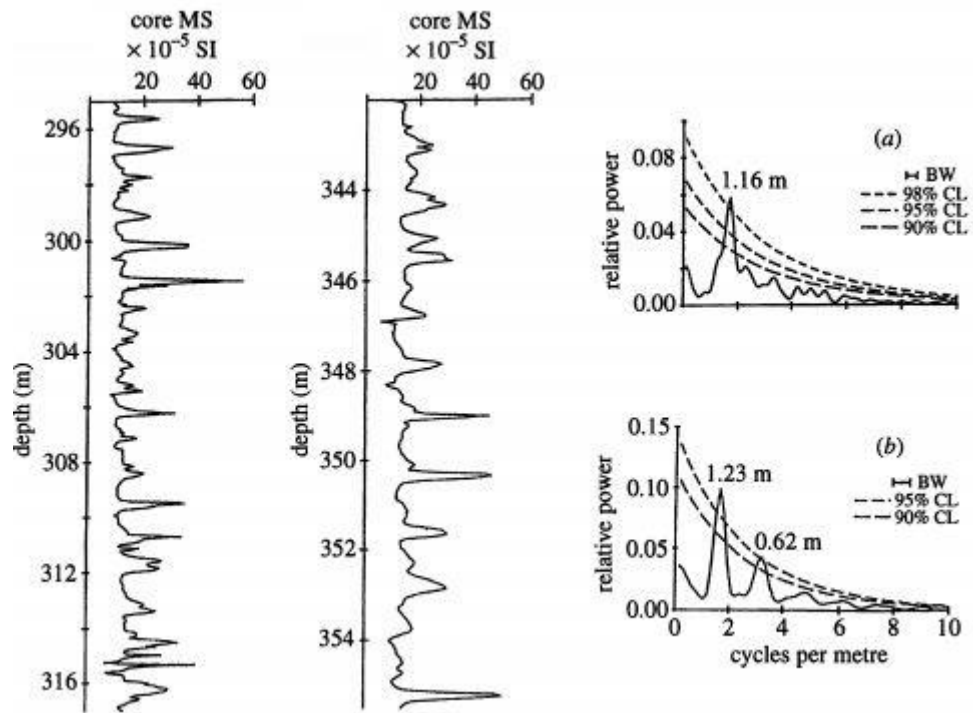 core MS
× 10⁻⁵ SI
20 40 60
296
300
304
308
312
316
depth (m)
core MS
× 10⁻⁵ SI
20 40 60
344
346
348
350
352
354
depth (m)
(a)
0.08
0.04
0.00
relative power
1.16 m
BW
98% CL
95% CL
90% CL
(b)
0.15
0.10
0.05
0.00
relative power
1.23 m
0.62 m
BW
95% CL
90% CL
0 2 4 6 8 10
cycles per metre